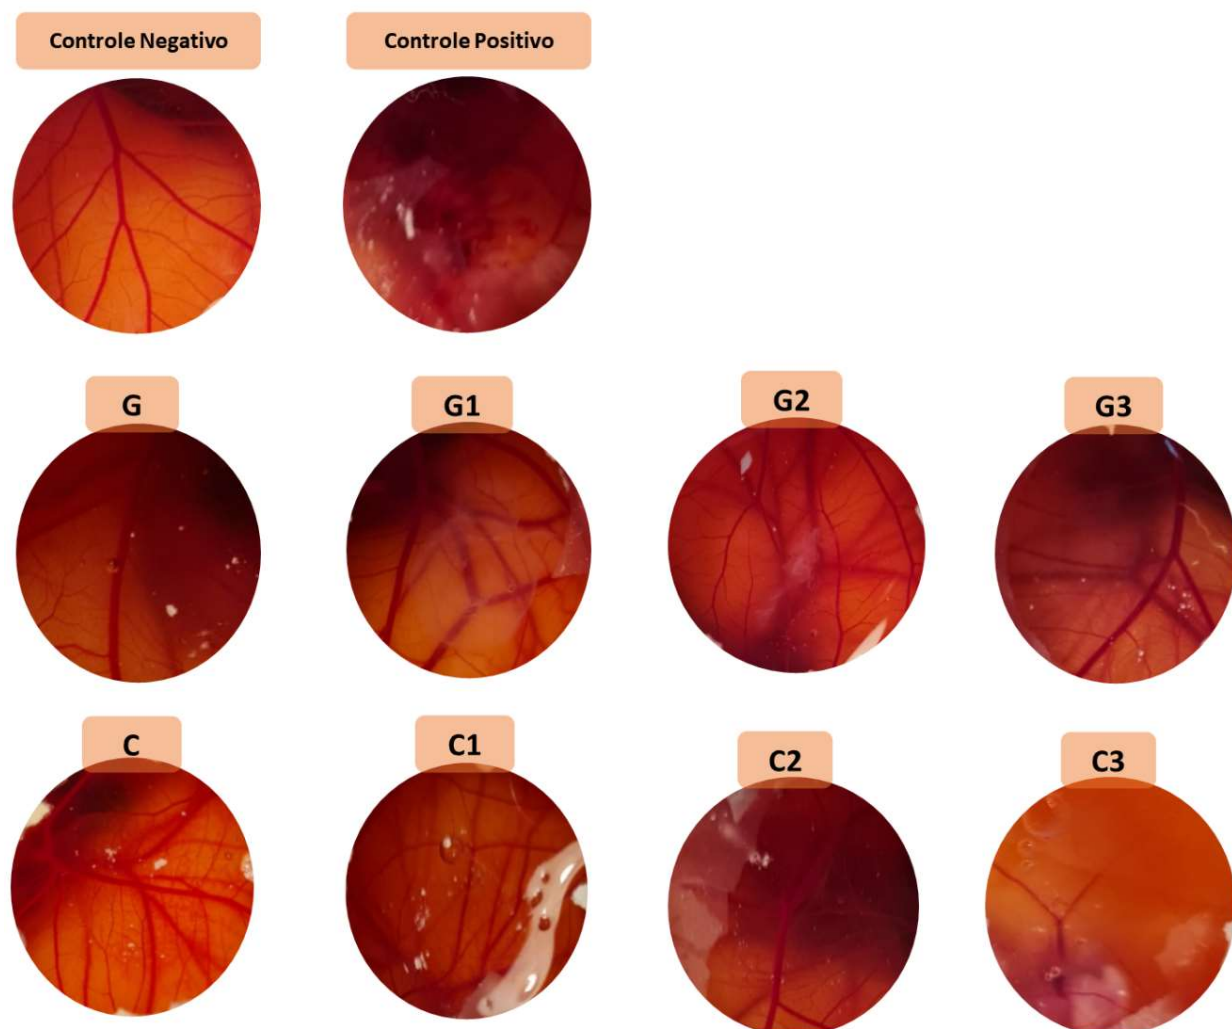 Controle Negativo
Controle Positivo
G
G1
G2
G3
C
C1
C2
C3